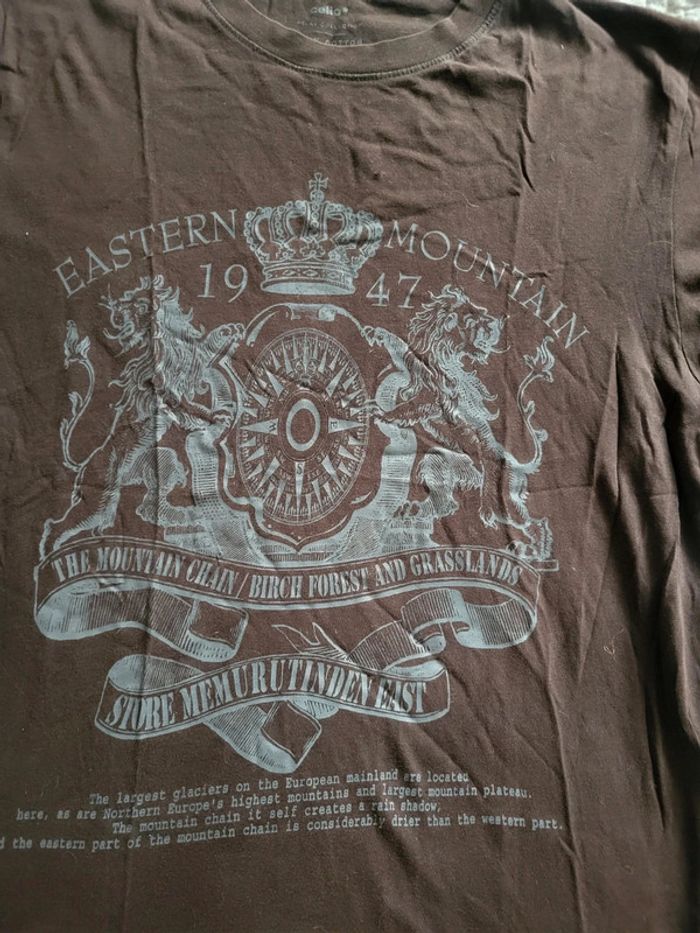 celio*
EASTERN MOUNTAIN
19 47
THE MOUNTAIN CHAIN / BIRCH FOREST AND GRASSLANDS
STORE MEMURUTINDEN EAST
The largest glaciers on the European mainland are located
here, as are Northern Europe's highest mountains and largest mountain plateau.
The mountain chain it self creates a rain shadow,
the eastern part of the mountain chain is considerably drier than the western part.